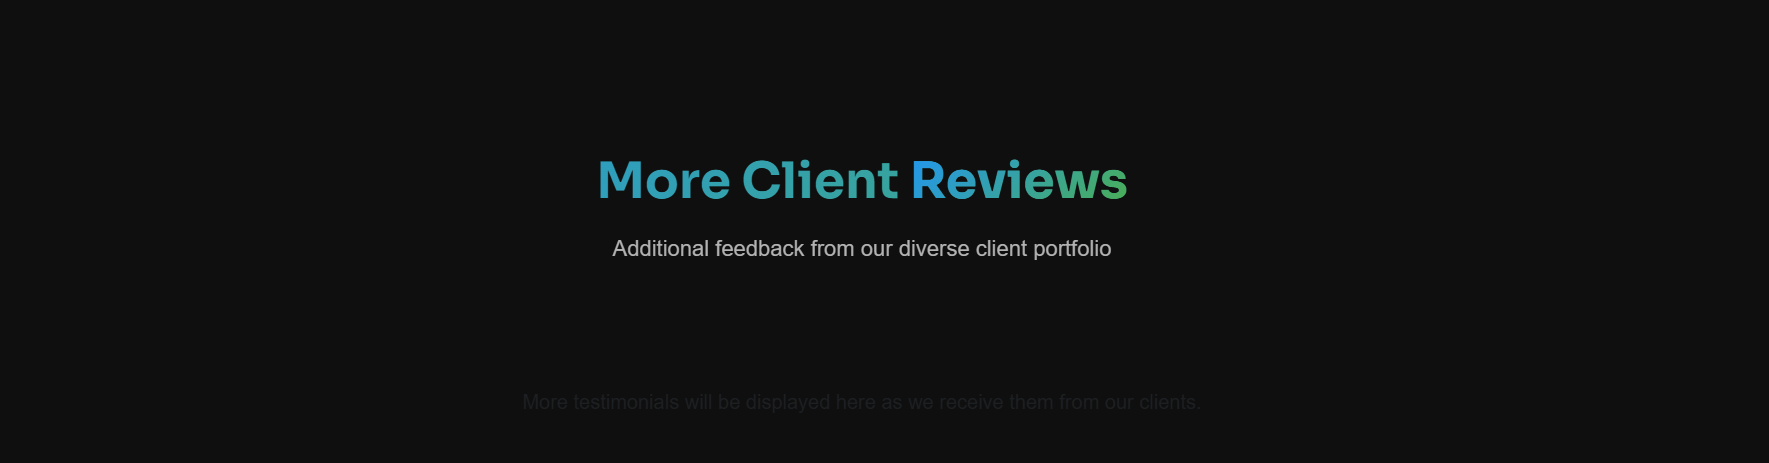 More Client Reviews
Additional feedback from our diverse client portfolio
More testimonials will be displayed here as we receive them from our clients.